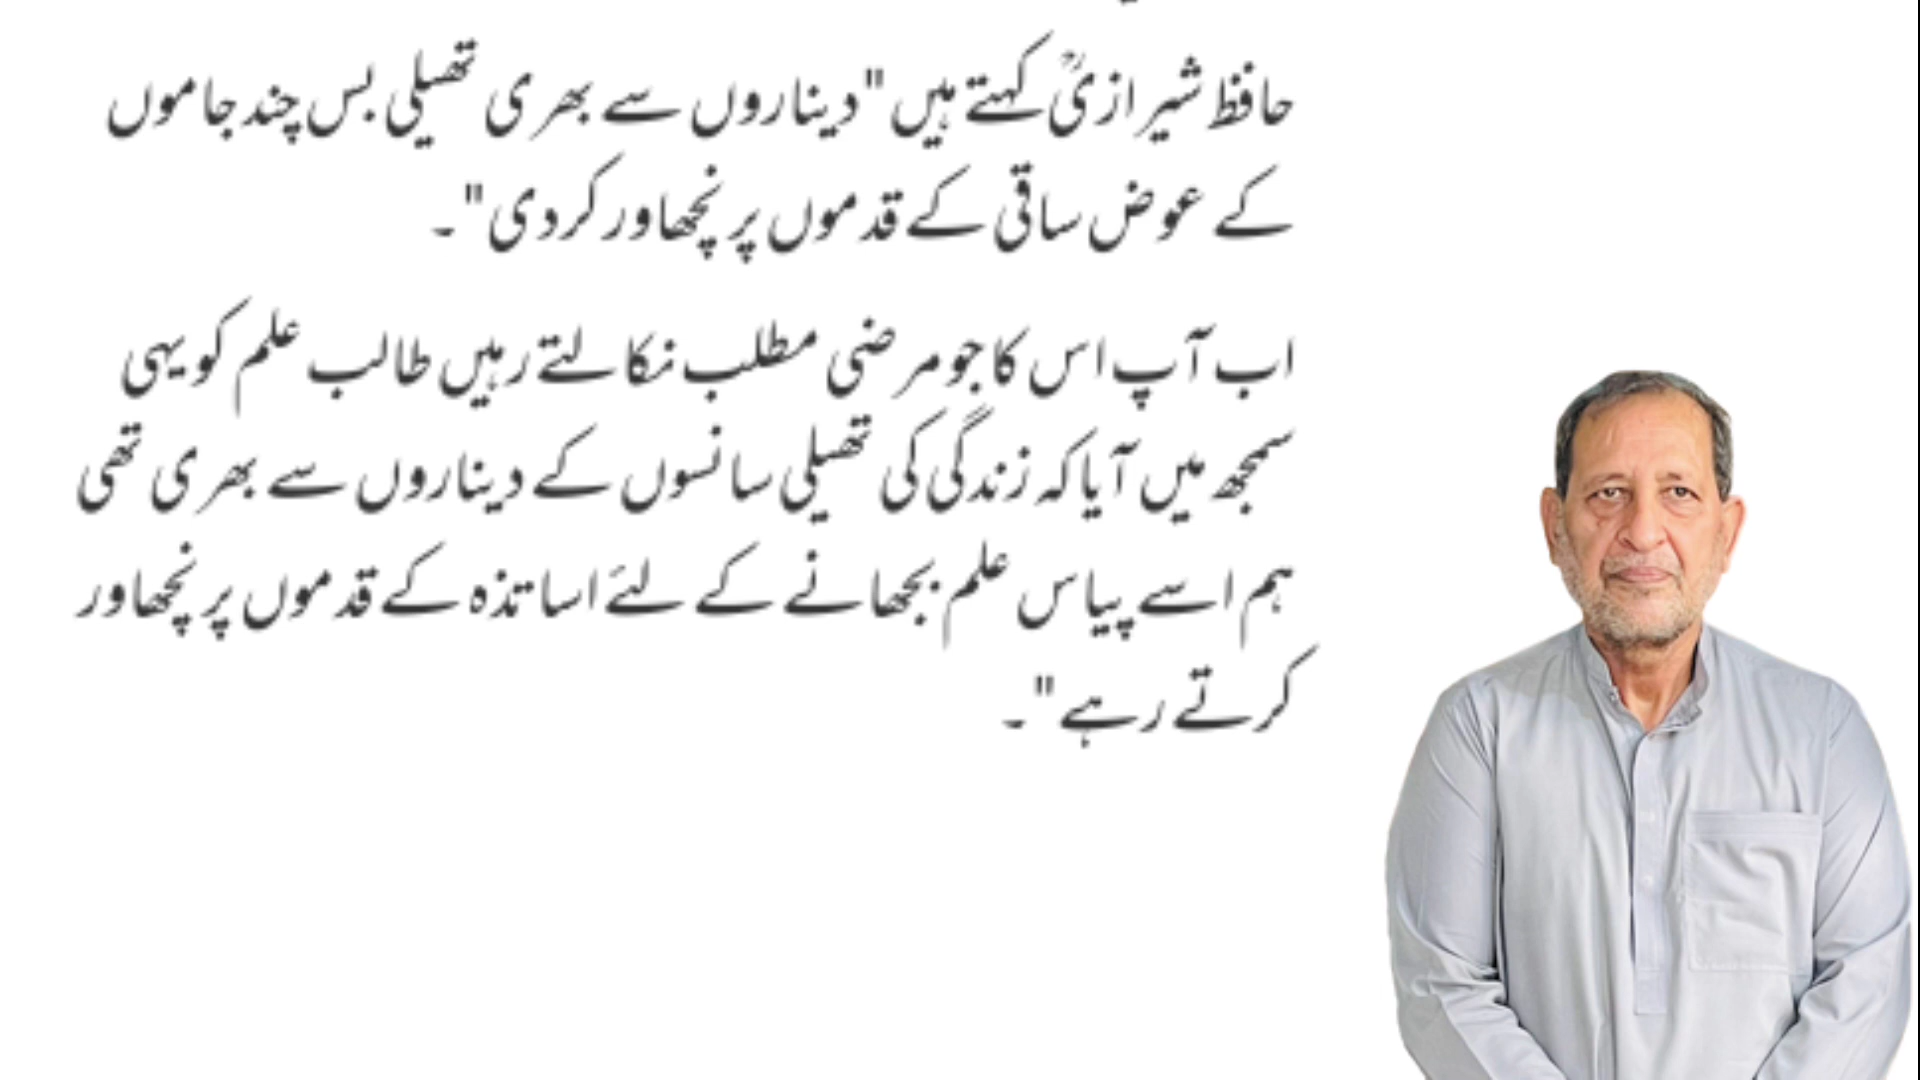 حافظ شیرازیؒ کہتے ہیں "دیناروں سے بھری تھیلی بس چند جاموں
کے عوض ساقی کے قدموں پر نچھاور کردی"۔
اب آپ اس کا جو مرضی مطلب نکالتے رہیں طالب علم کو یہی
سمجھ میں آیا کہ زندگی کی تھیلی سانسوں کے دیناروں سے بھری تھی
ہم اسے پیاس علم بجھانے کے لئے اساتذہ کے قدموں پر نچھاور
کرتے رہے"۔